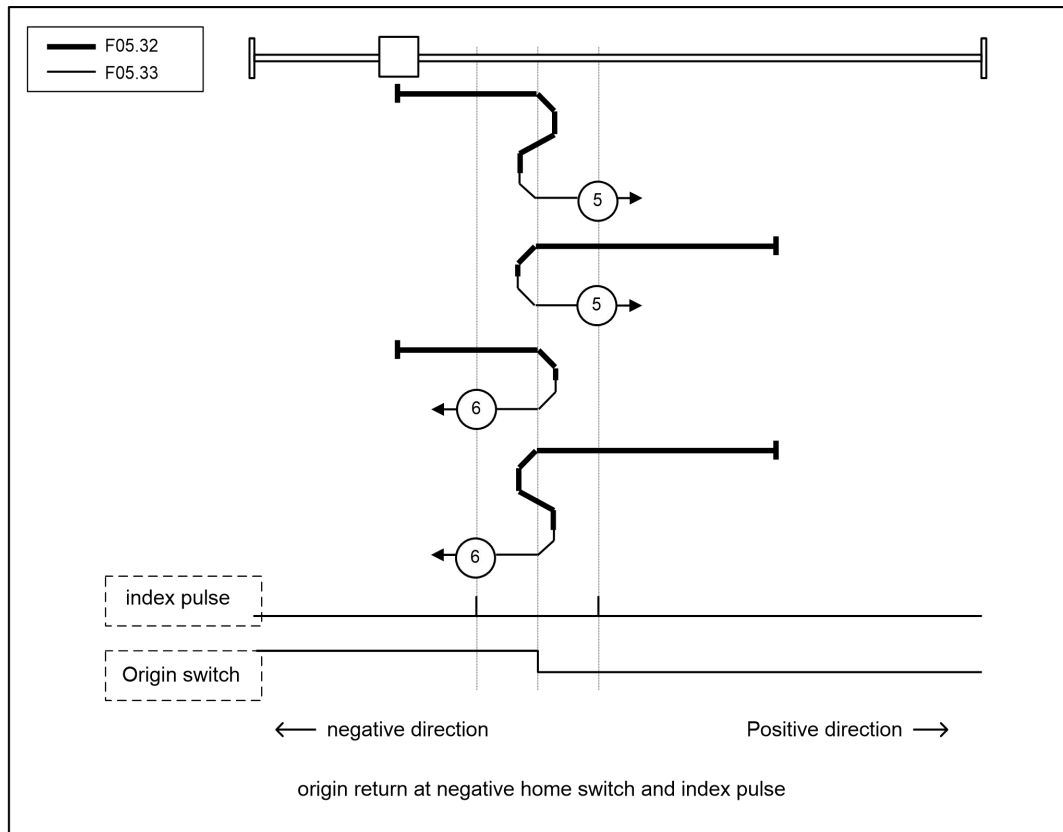 F05.32
F05.33
5
5
6
6
index pulse
Origin switch
negative direction
Positive direction
origin return at negative home switch and index pulse